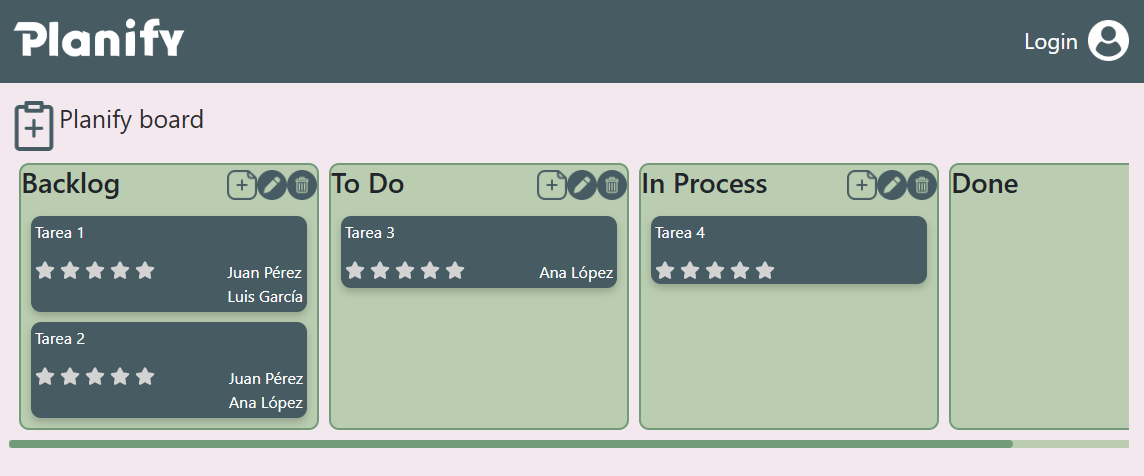 Planify
Login
Planify board
Backlog
Tarea 1
Juan Pérez
Luis García
Tarea 2
Juan Pérez
Ana López
To Do
Tarea 3
Ana López
In Process
Tarea 4
Done